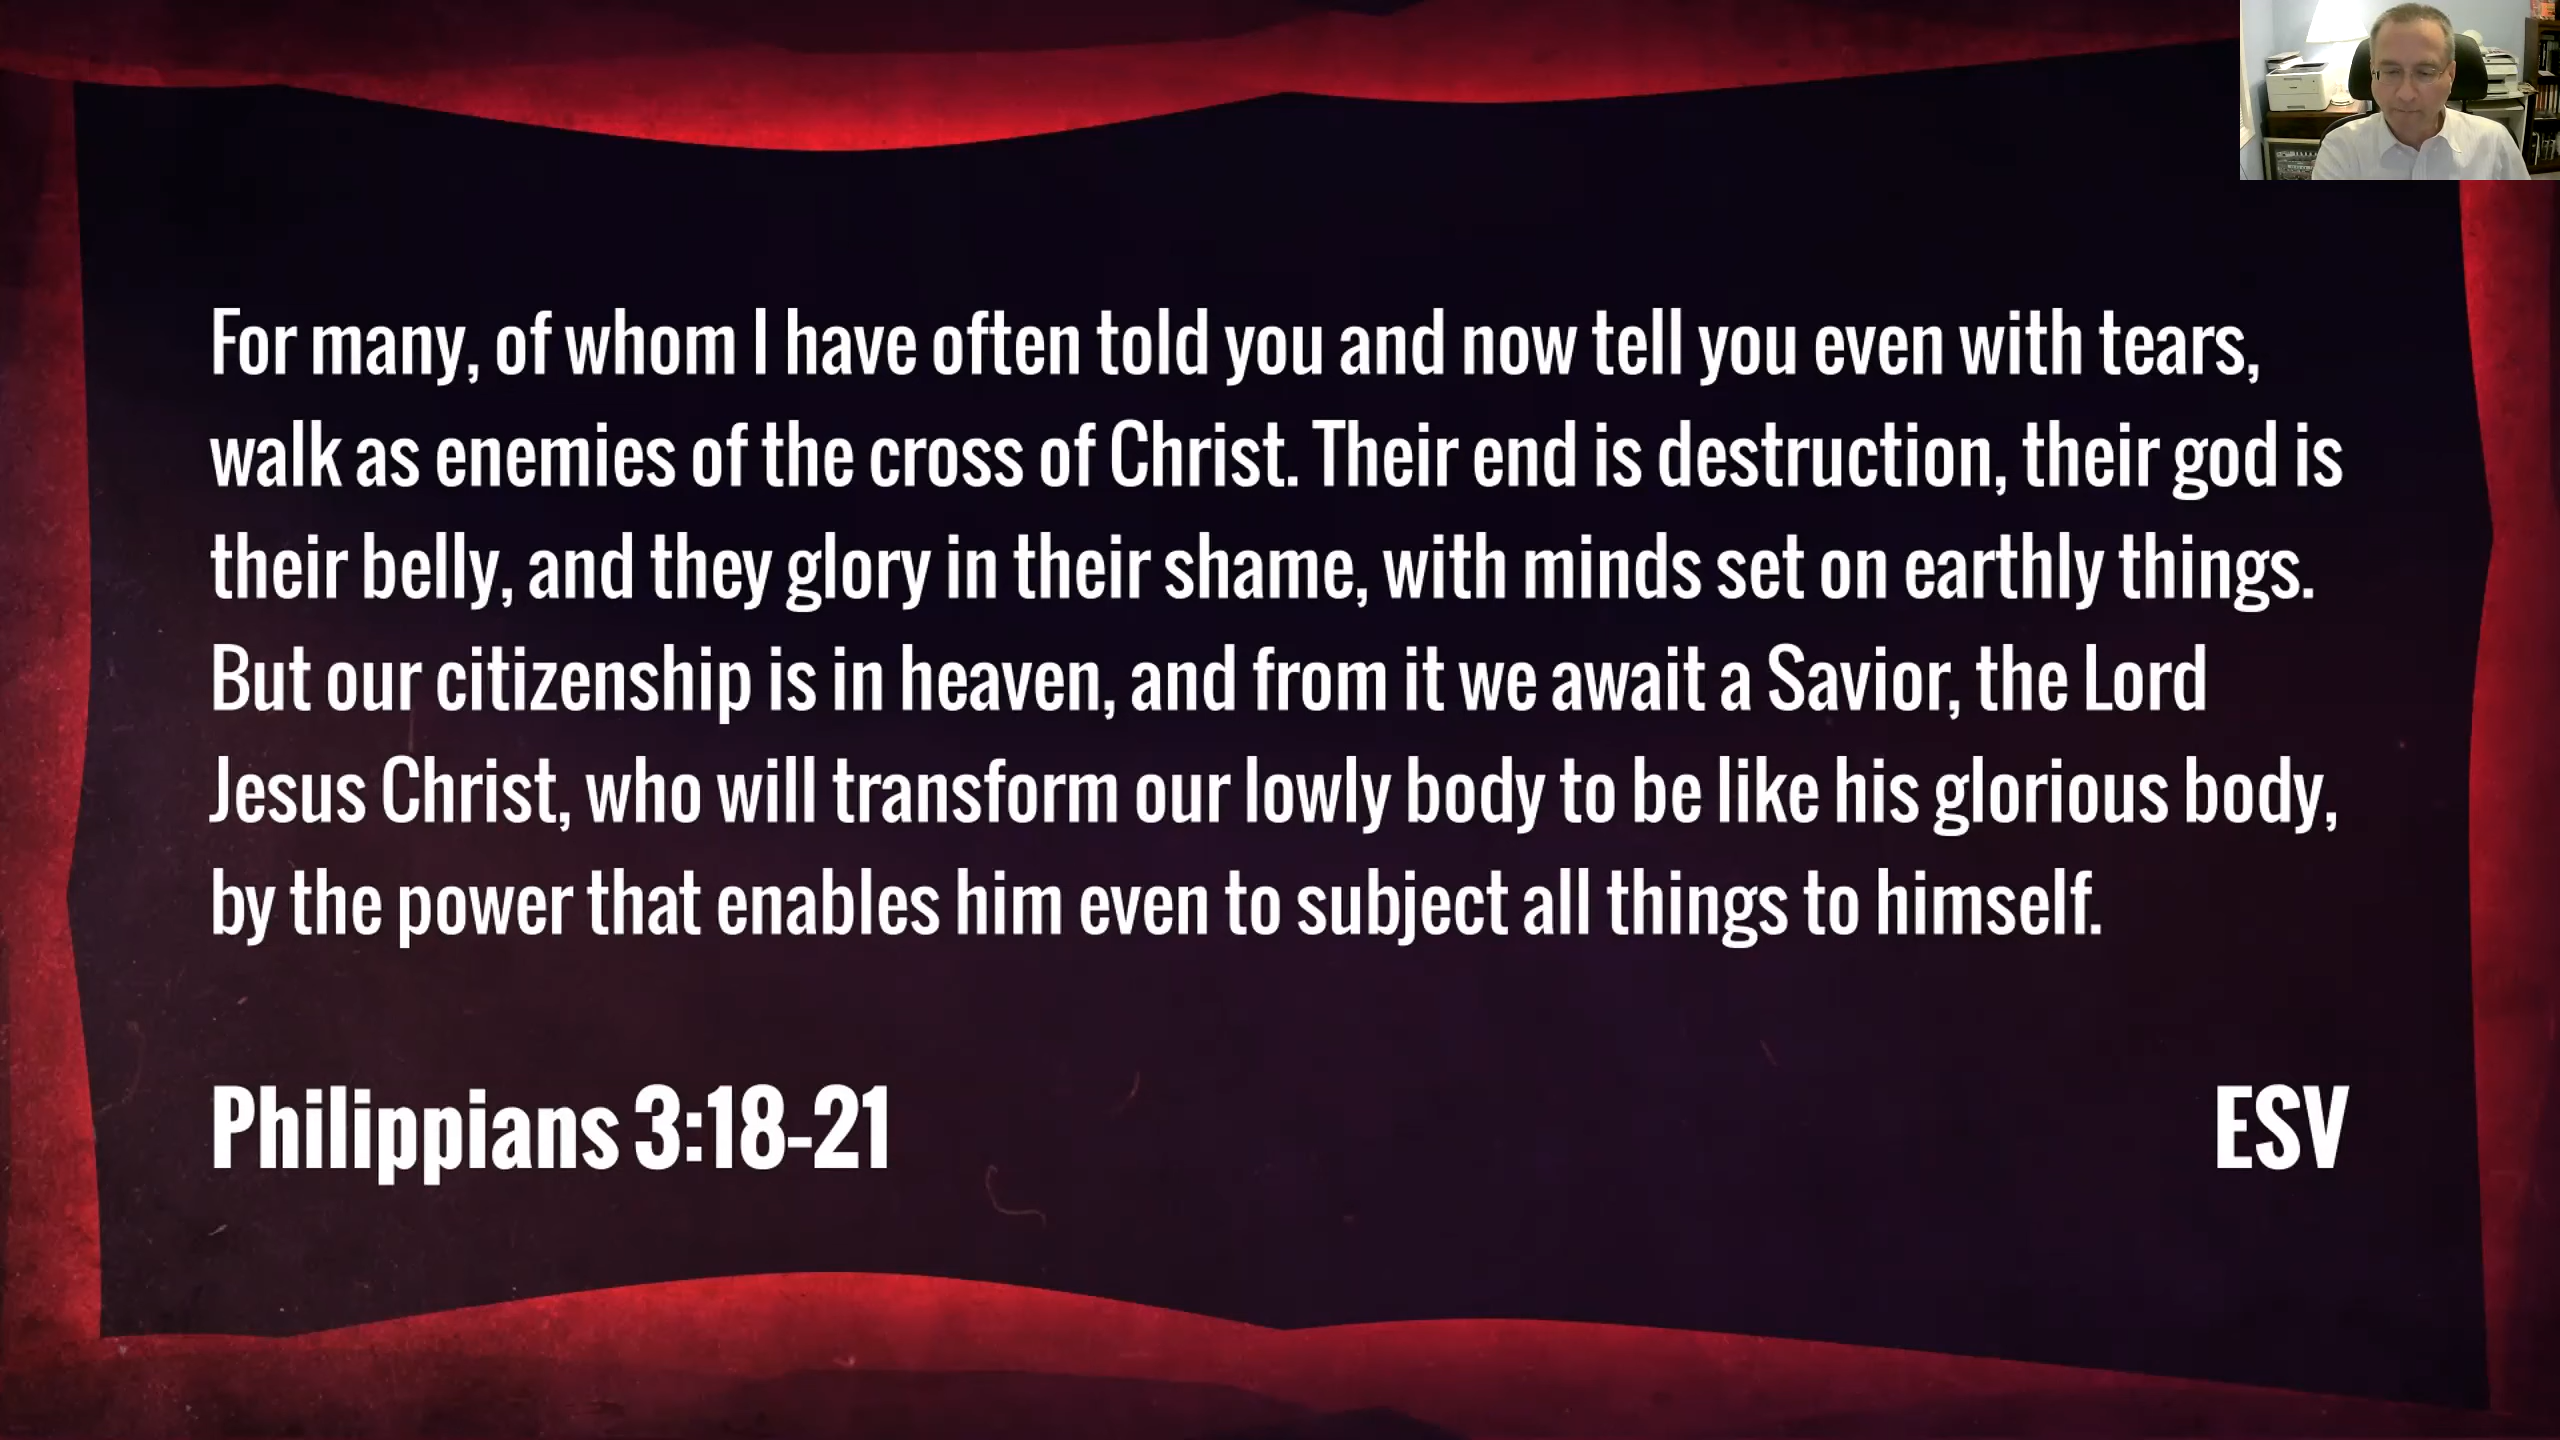 For many, of whom I have often told you and now tell you even with tears,
walk as enemies of the cross of Christ. Their end is destruction, their god is
their belly, and they glory in their shame, with minds set on earthly things.
But our citizenship is in heaven, and from it we await a Savior, the Lord
Jesus Christ, who will transform our lowly body to be like his glorious body,
by the power that enables him even to subject all things to himself.
Philippians 3:18-21 ESV